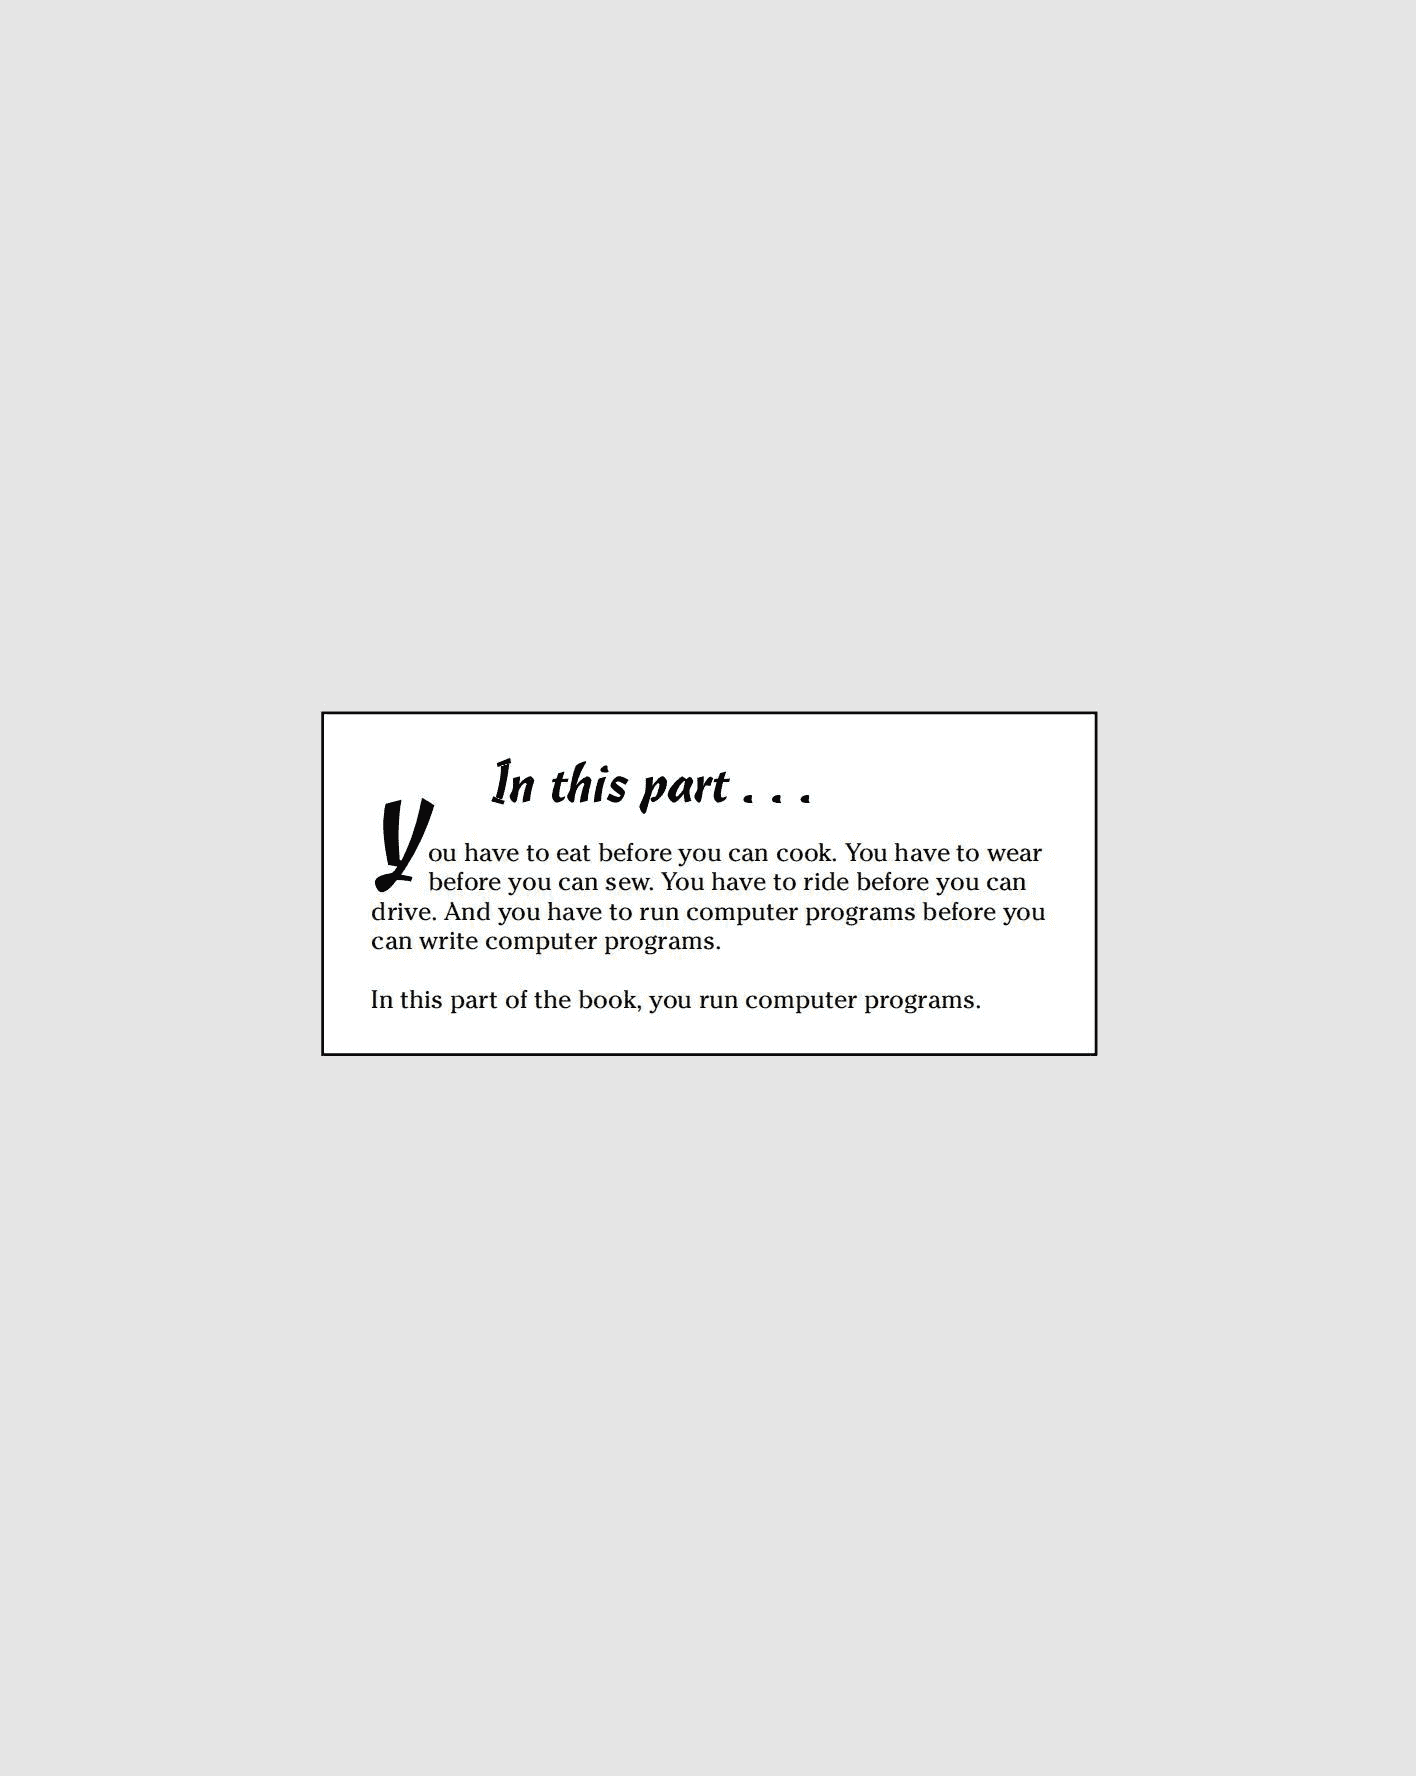 In this part . . .
You have to eat before you can cook. You have to wear
before you can sew. You have to ride before you can
drive. And you have to run computer programs before you
can write computer programs.
In this part of the book, you run computer programs.